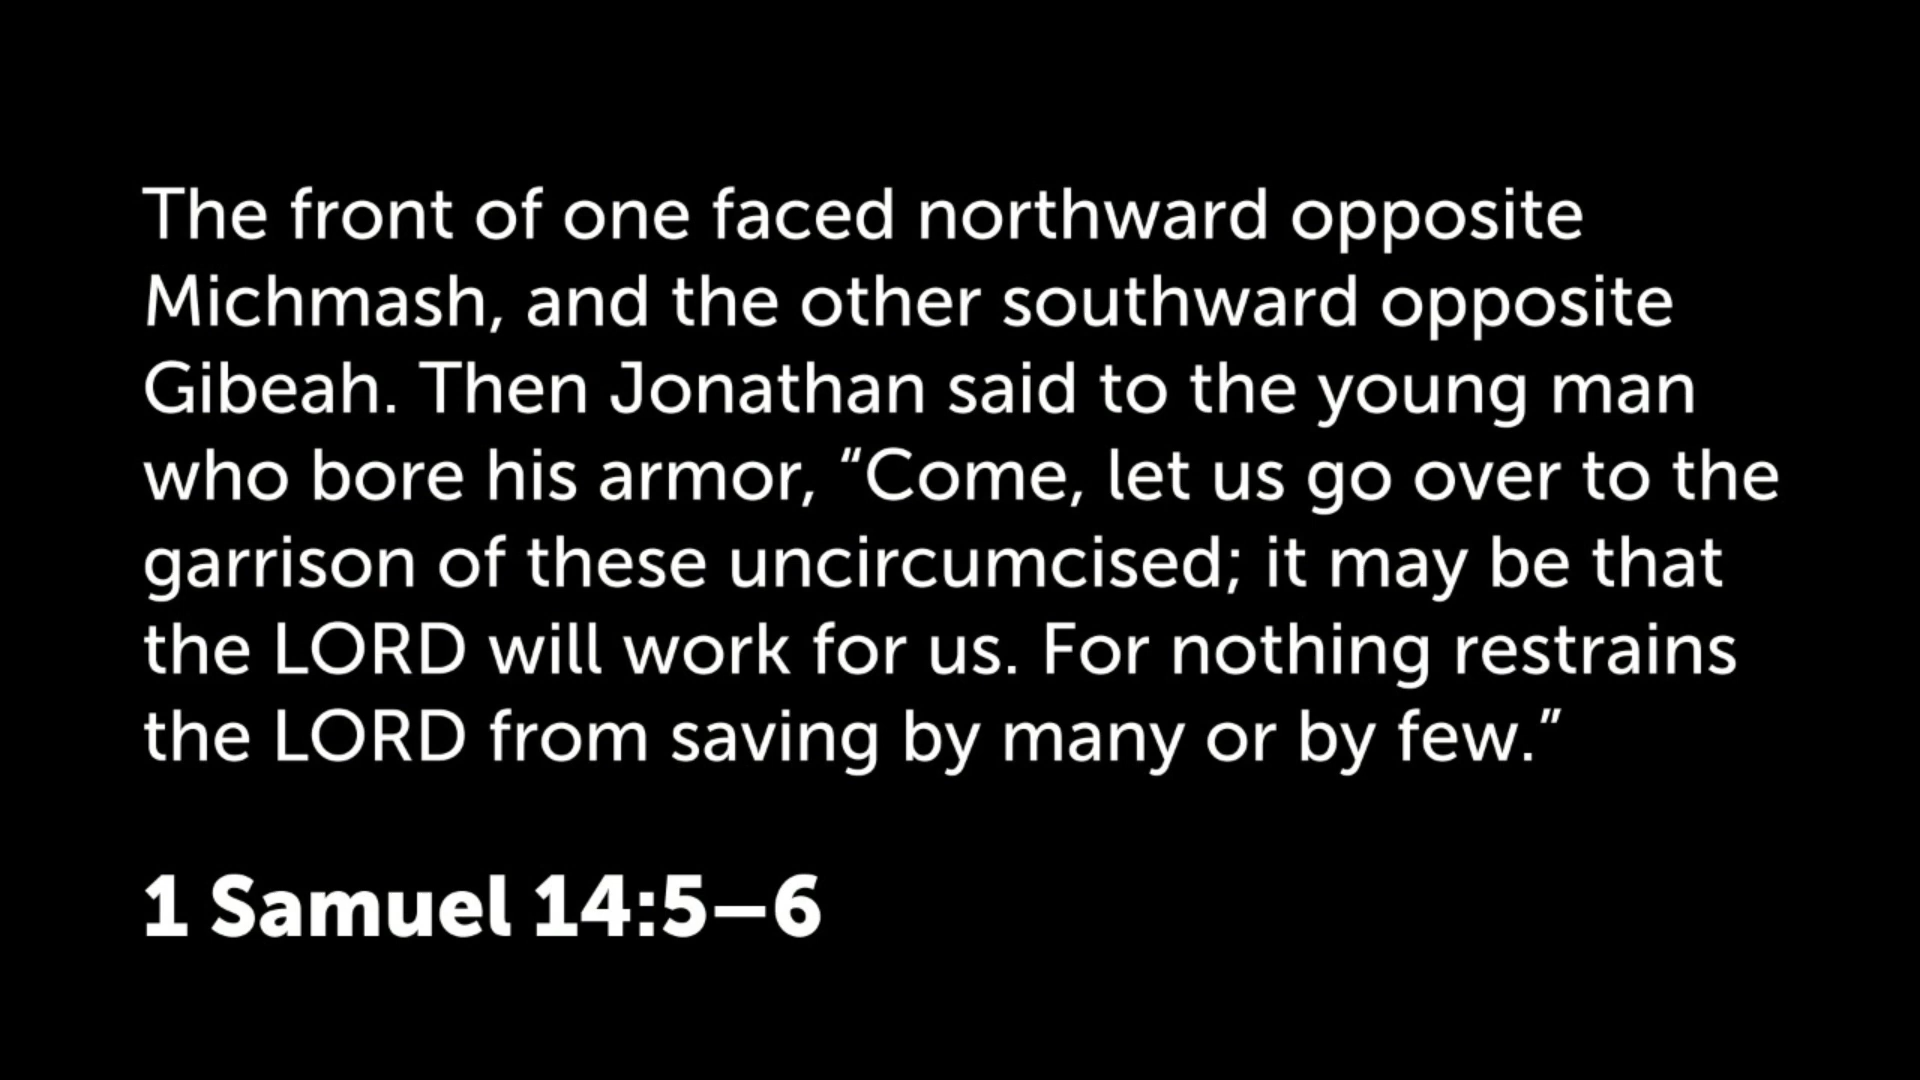 The front of one faced northward opposite
Michmash, and the other southward opposite
Gibeah. Then Jonathan said to the young man
who bore his armor, “Come, let us go over to the
garrison of these uncircumcised; it may be that
the LORD will work for us. For nothing restrains
the LORD from saving by many or by few.”
1 Samuel 14:5–6